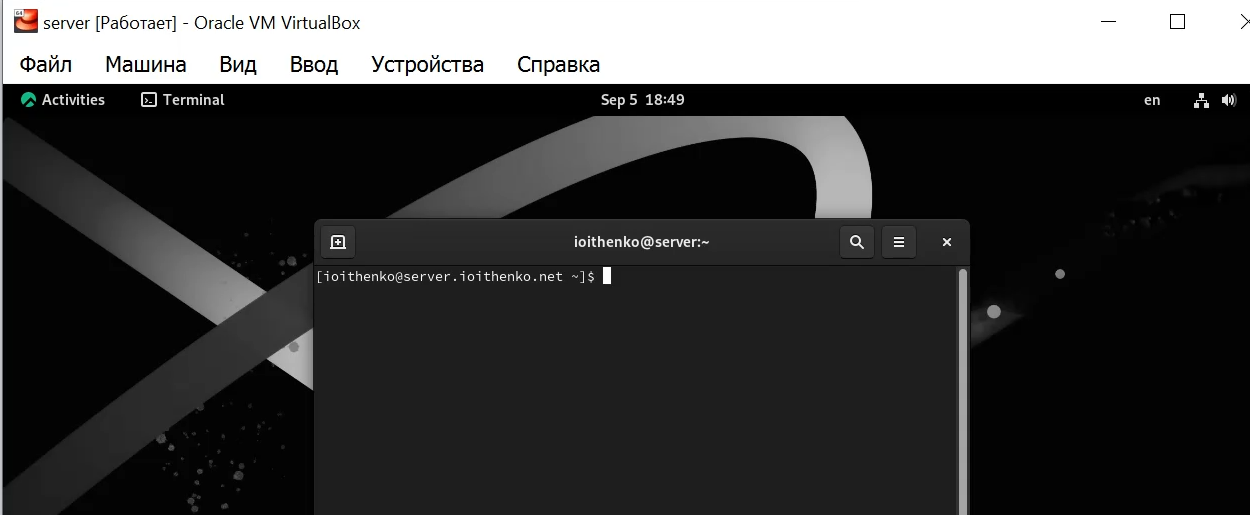 server [Работает] - Oracle VM VirtualBox
Файл Машина Вид Ввод Устройства Справка
Activities Terminal Sep 5 18:49 en
ioithenko@server:~
[ioithenko@server.ioithenko.net ~]$